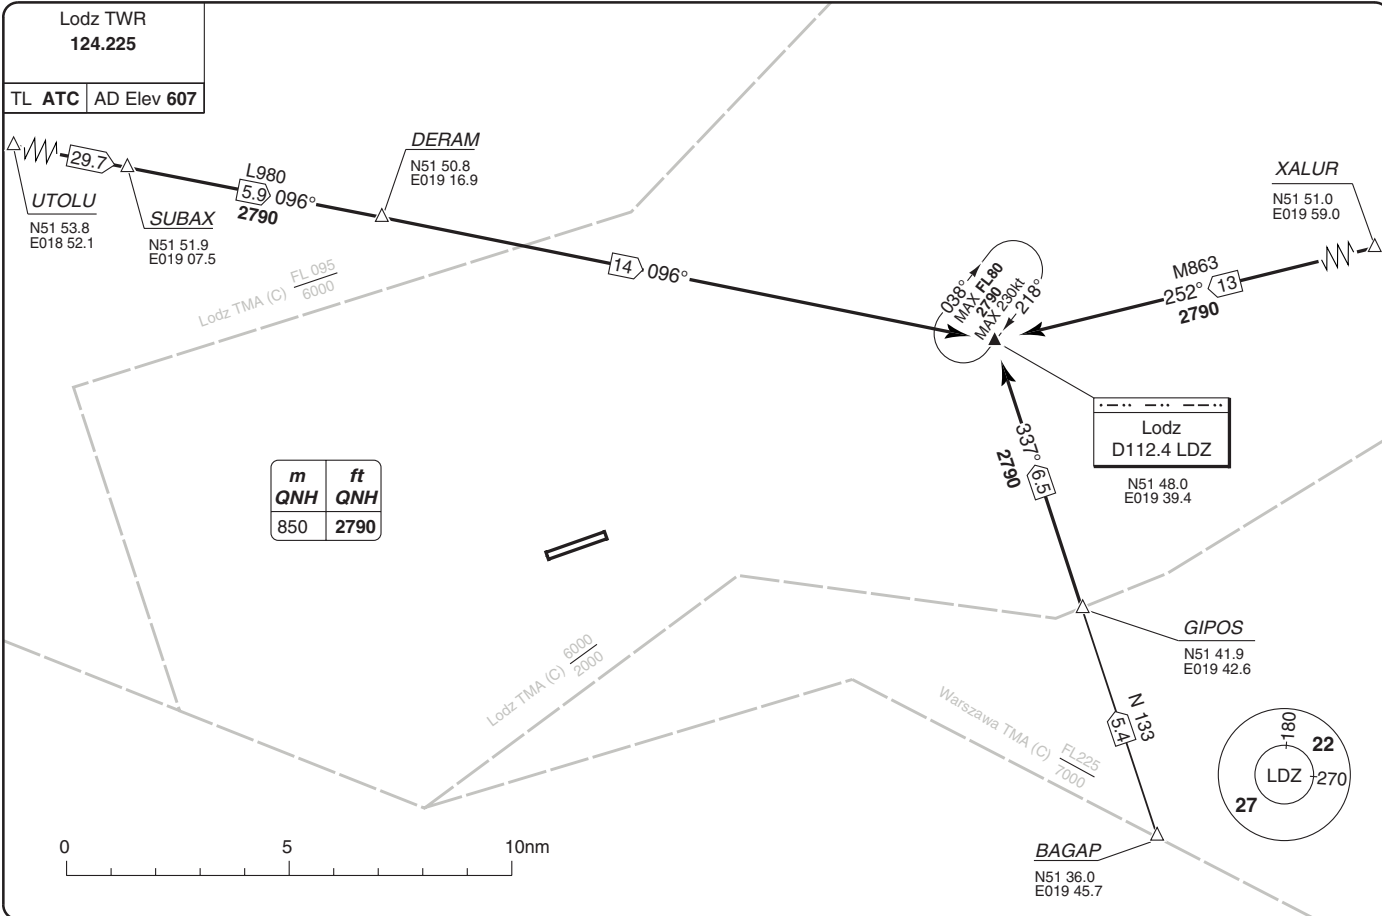 Lodz TWR
124.225
TL ATC AD Elev 607
UTOLU
N51 53.8
E018 52.1
29.7
SUBAX
N51 51.9
E019 07.5
L980
5.9 096°
2790
DERAM
N51 50.8
E019 16.9
14 096°
Lodz TMA (C) FL 095
6000
038°
MAX FL80
2790
MAX 230kt
218°
XALUR
N51 51.0
E019 59.0
M863
252° 13
2790
Lodz
D112.4 LDZ
N51 48.0
E019 39.4
337° 6.5
2790
m ft
QNH QNH
850 2790
GIPOS
N51 41.9
E019 42.6
Lodz TMA (C) 6000
2000
Warszawa TMA (C) FL225
7000
N 133
5.4
BAGAP
N51 36.0
E019 45.7
180
22
LDZ 270
27
0 5 10nm